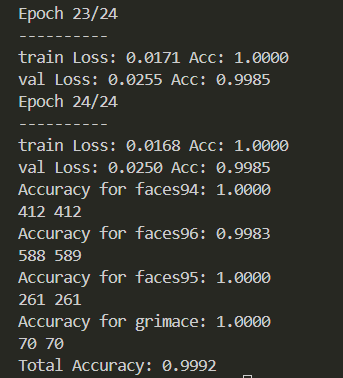 Epoch 23/24
----------
train Loss: 0.0171 Acc: 1.0000
val Loss: 0.0255 Acc: 0.9985
Epoch 24/24
----------
train Loss: 0.0168 Acc: 1.0000
val Loss: 0.0250 Acc: 0.9985
Accuracy for faces94: 1.0000
412 412
Accuracy for faces96: 0.9983
588 589
Accuracy for faces95: 1.0000
261 261
Accuracy for grimace: 1.0000
70 70
Total Accuracy: 0.9992